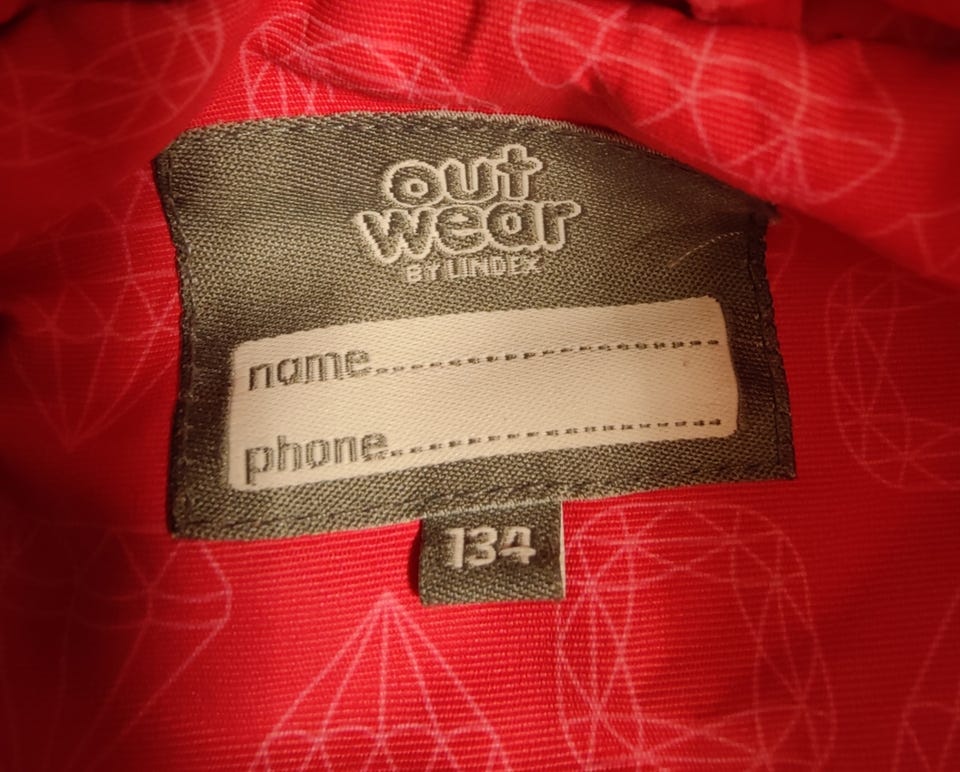 out
wear
BY LINDEX
name....................
phone....................
134